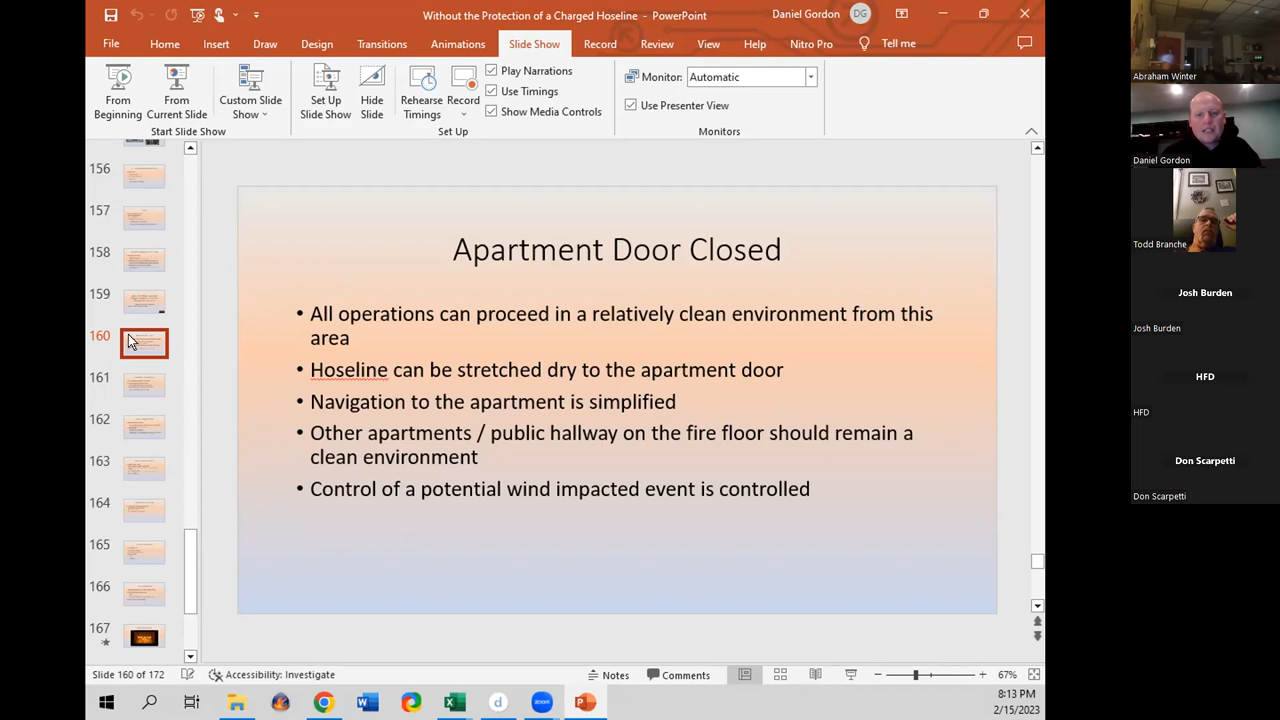 Without the Protection of a Charged Hoseline - PowerPoint
Daniel Gordon
DG
File
Home
Insert
Draw
Design
Transitions
Animations
Slide Show
Record
Review
View
Help
Nitro Pro
Tell me
From Beginning
From Current Slide
Custom Slide Show
Start Slide Show
Set Up Slide Show
Hide Slide
Rehearse Timings
Record
Play Narrations
Use Timings
Show Media Controls
Set Up
Monitor: Automatic
Use Presenter View
Monitors
156
157
158
159
160
161
162
163
164
165
166
167
Apartment Door Closed
• All operations can proceed in a relatively clean environment from this
area
• Hoseline can be stretched dry to the apartment door
• Navigation to the apartment is simplified
• Other apartments / public hallway on the fire floor should remain a
clean environment
• Control of a potential wind impacted event is controlled
Slide 160 of 172
Accessibility: Investigate
Notes
Comments
67%
8:13 PM
2/15/2023
Abraham Winter
Daniel Gordon
Todd Branche
Josh Burden
Josh Burden
HFD
HFD
Don Scarpetti
Don Scarpetti